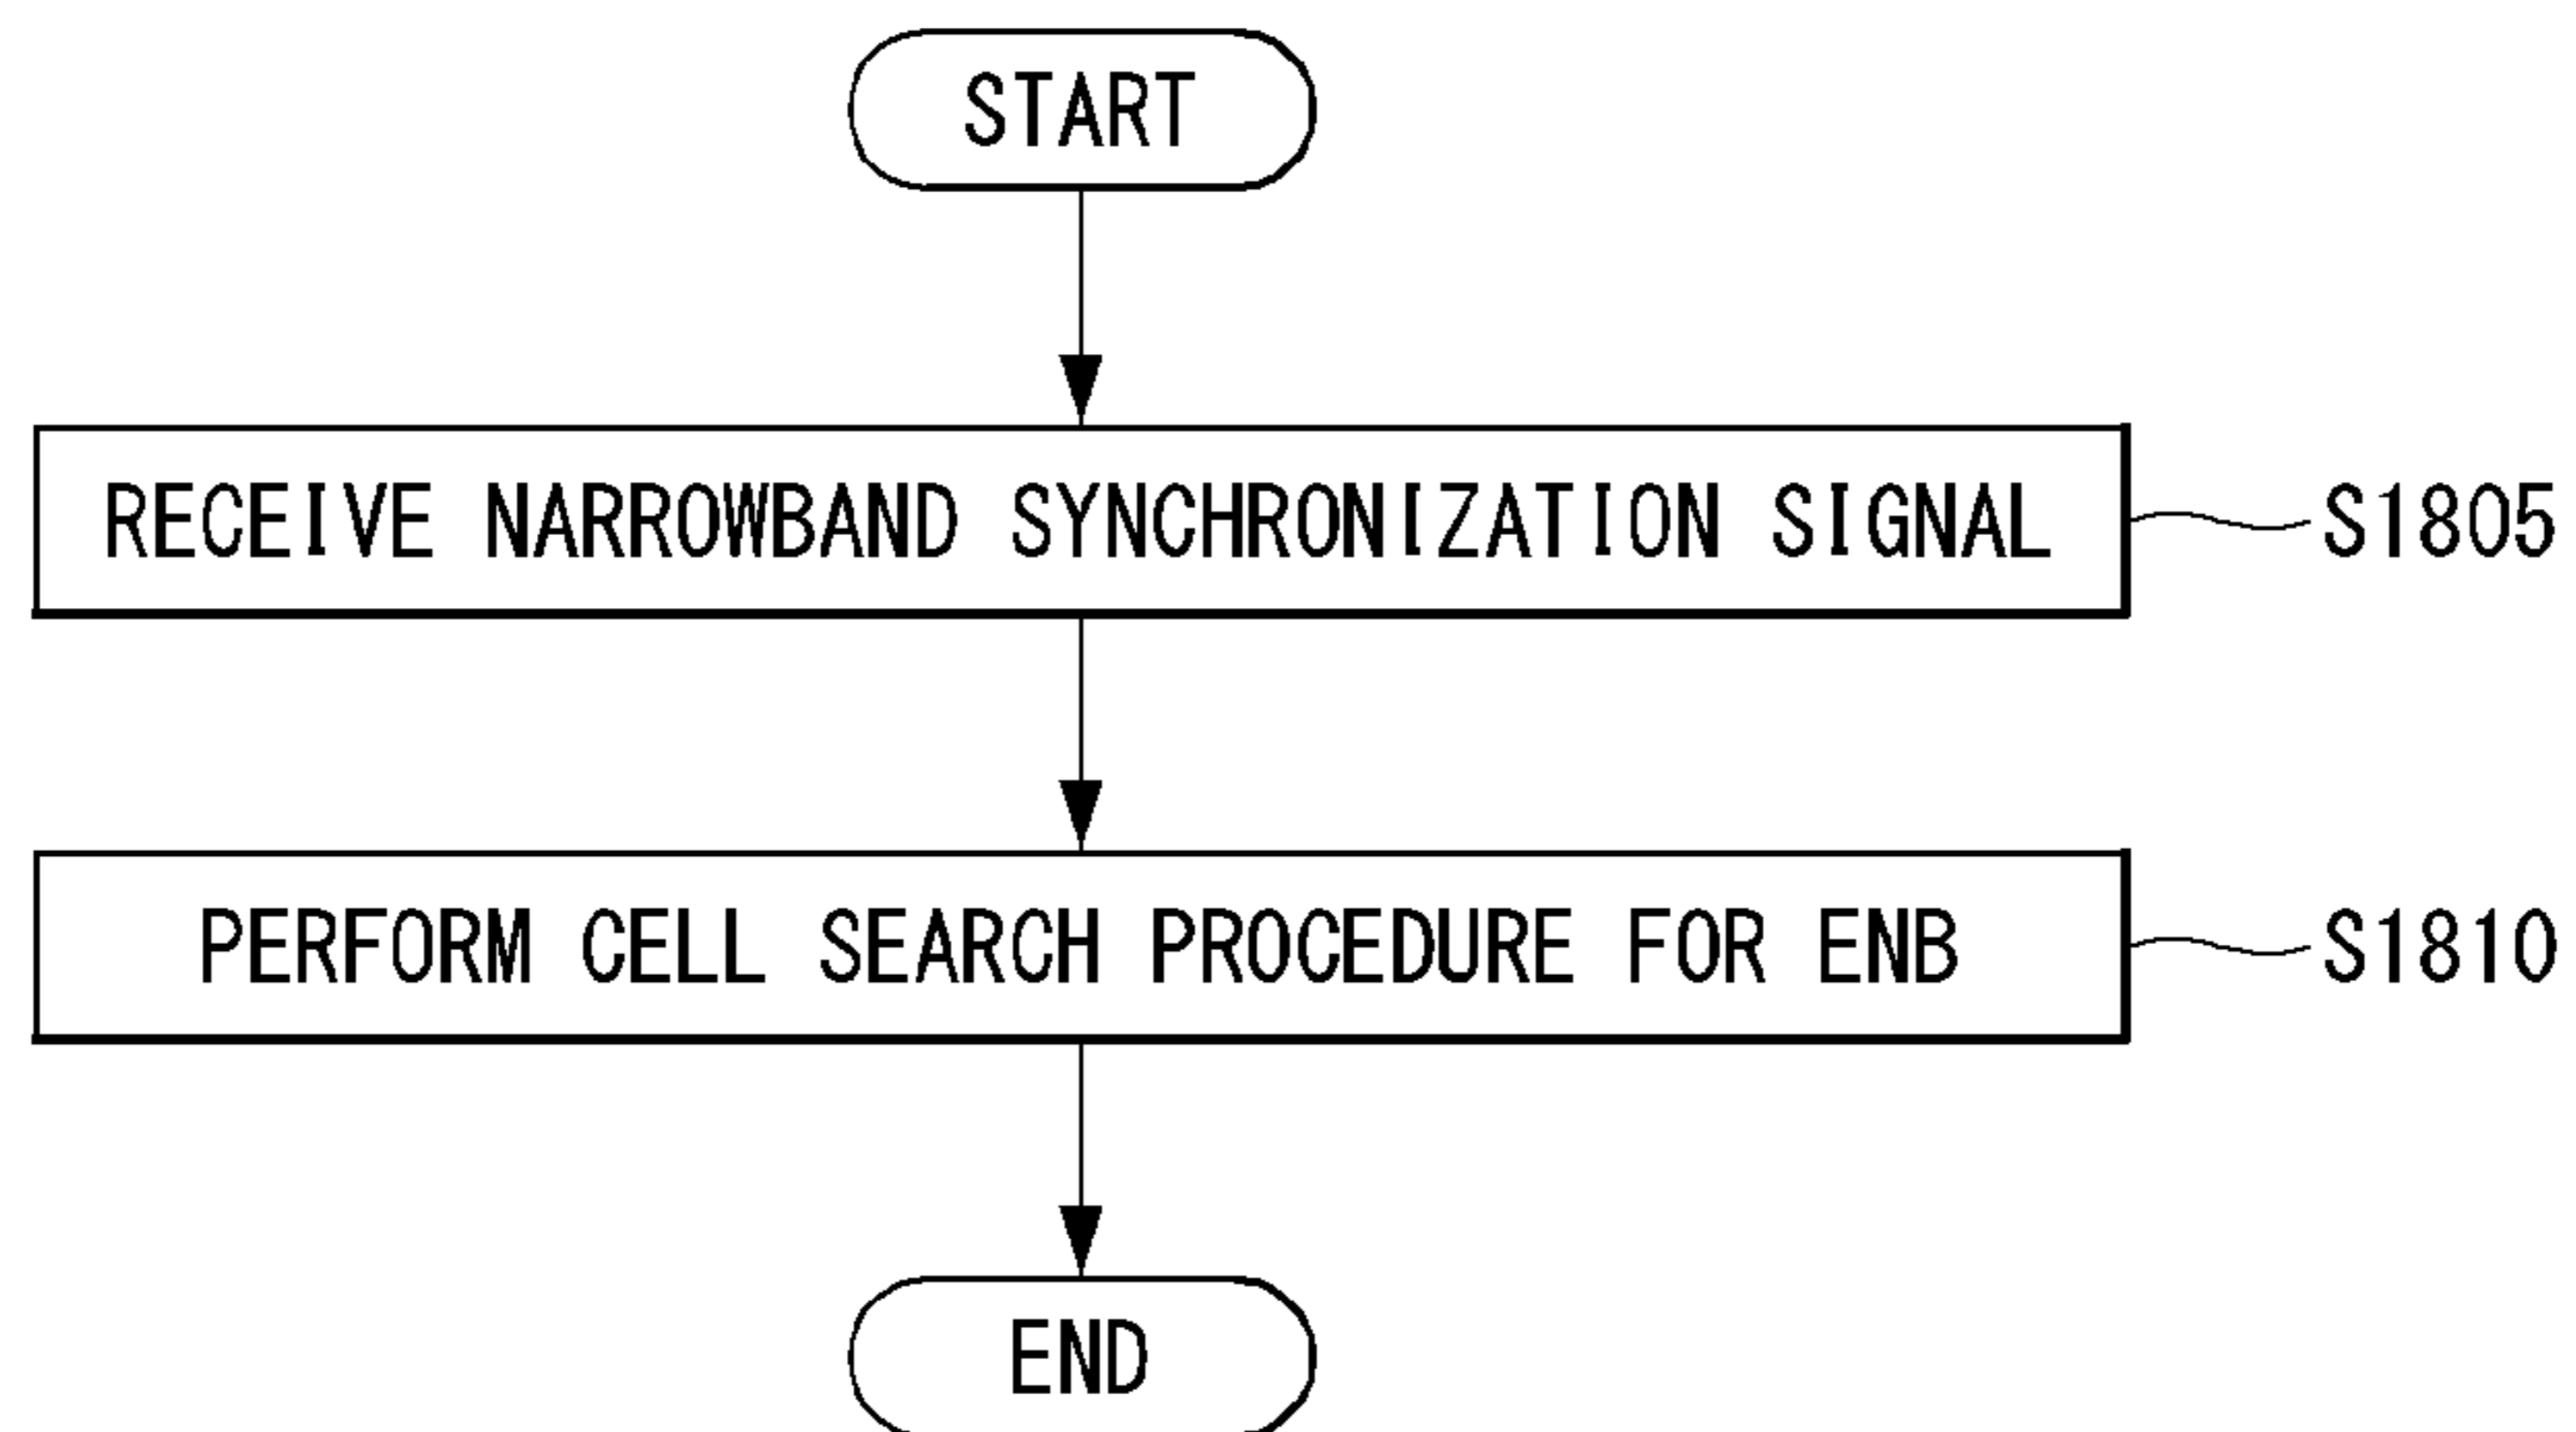 START
RECEIVE NARROWBAND SYNCHRONIZATION SIGNAL
S1805
PERFORM CELL SEARCH PROCEDURE FOR ENB
S1810
END